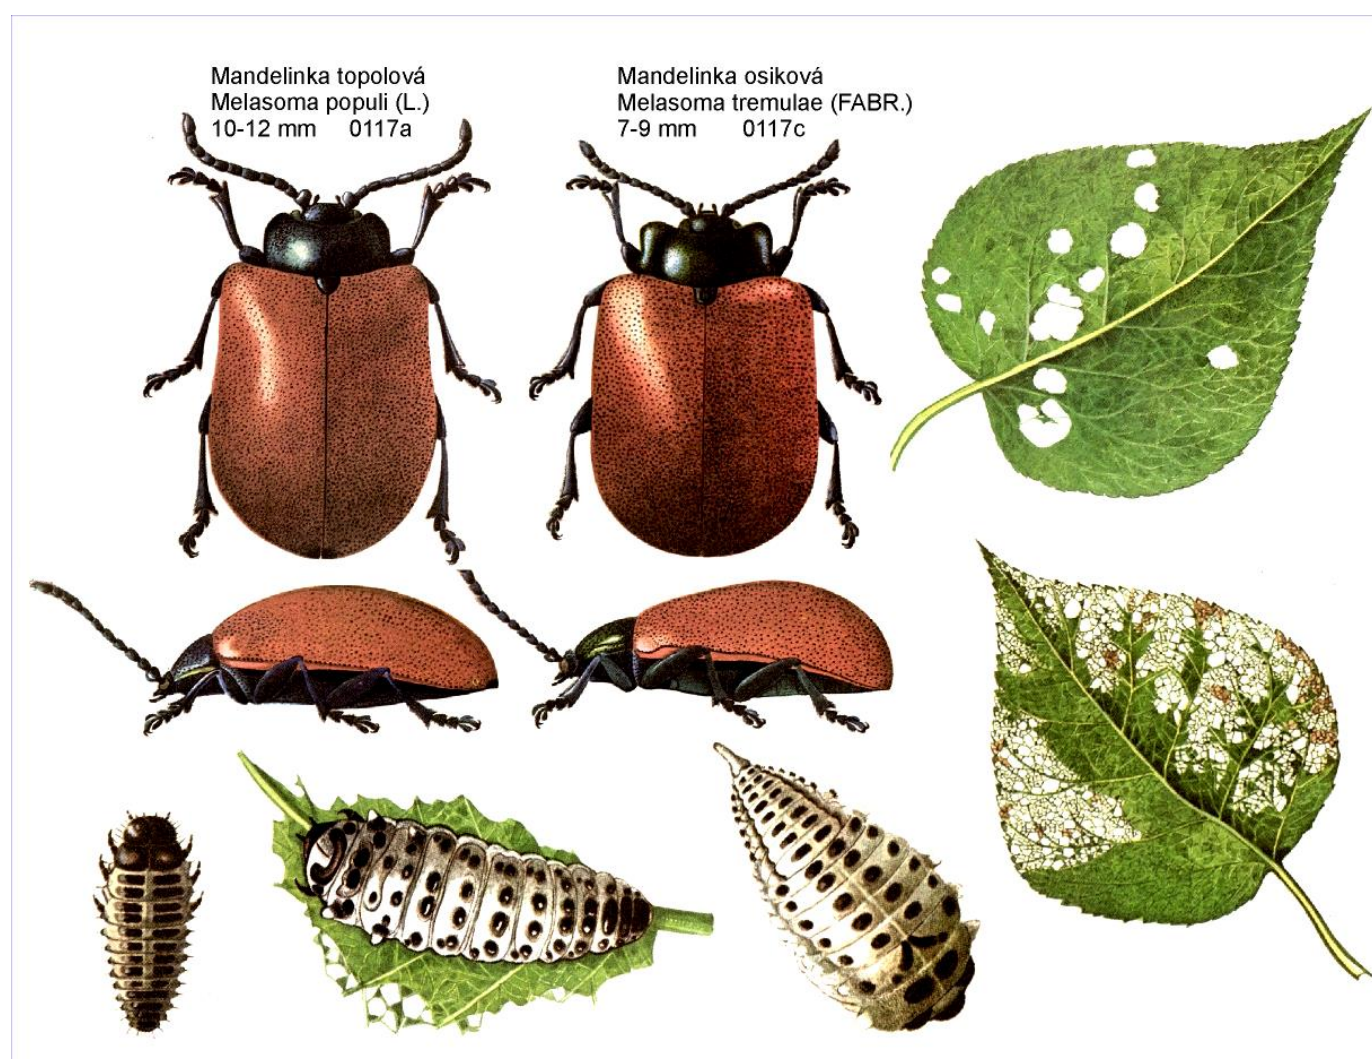 Mandelinka topolová
Melasoma populi (L.)
10-12 mm 0117a
Mandelinka osiková
Melasoma tremulae (FABR.)
7-9 mm 0117c